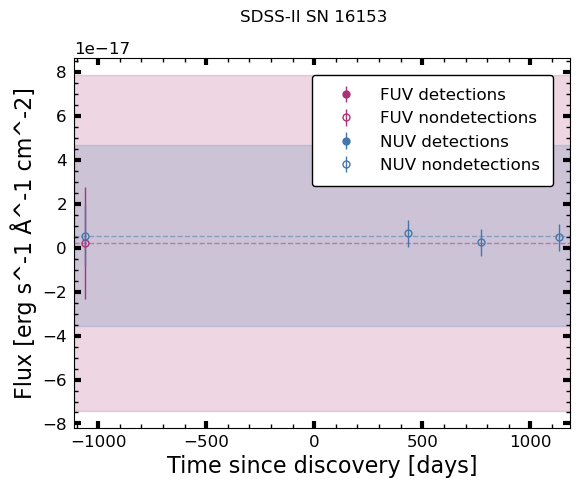 SDSS-II SN 16153
1e−17
FUV detections
FUV nondetections
NUV detections
NUV nondetections
8
6
4
2
0
−2
−4
−6
−8
Flux [erg s^-1 Å^-1 cm^-2]
−1000
−500
0
500
1000
Time since discovery [days]